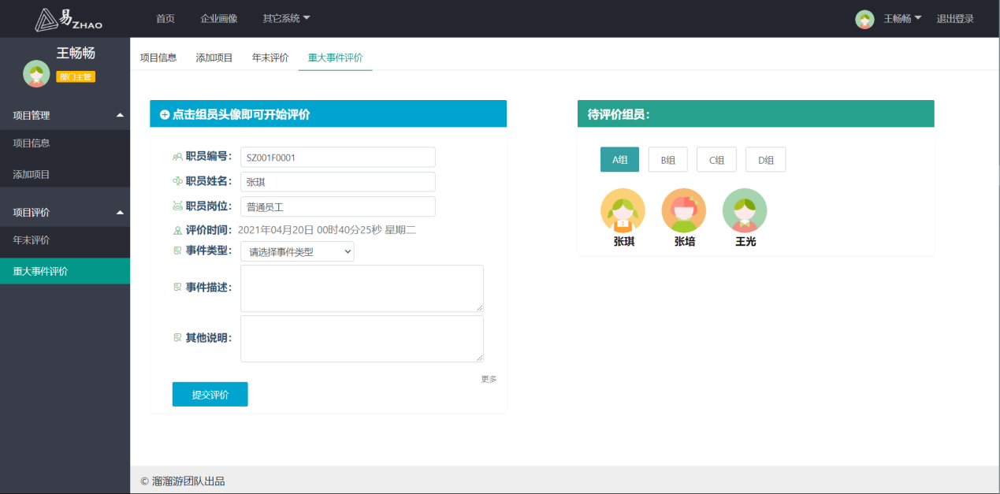 易ZHAO
首页 企业画像 其它系统 王畅畅 退出登录
王畅畅
部门主管
项目管理
项目信息
添加项目
项目评价
年末评价
重大事件评价
项目信息 添加项目 年末评价 重大事件评价
点击组员头像即可开始评价
职员编号： SZ001F0001
职员姓名： 张琪
职员岗位： 普通员工
评价时间： 2021年04月20日 00时40分25秒 星期二
事件类型： 请选择事件类型
事件描述：
其他说明：
更多
提交评价
待评价组员：
A组 B组 C组 D组
张琪 张培 王光
© 溜溜游团队出品